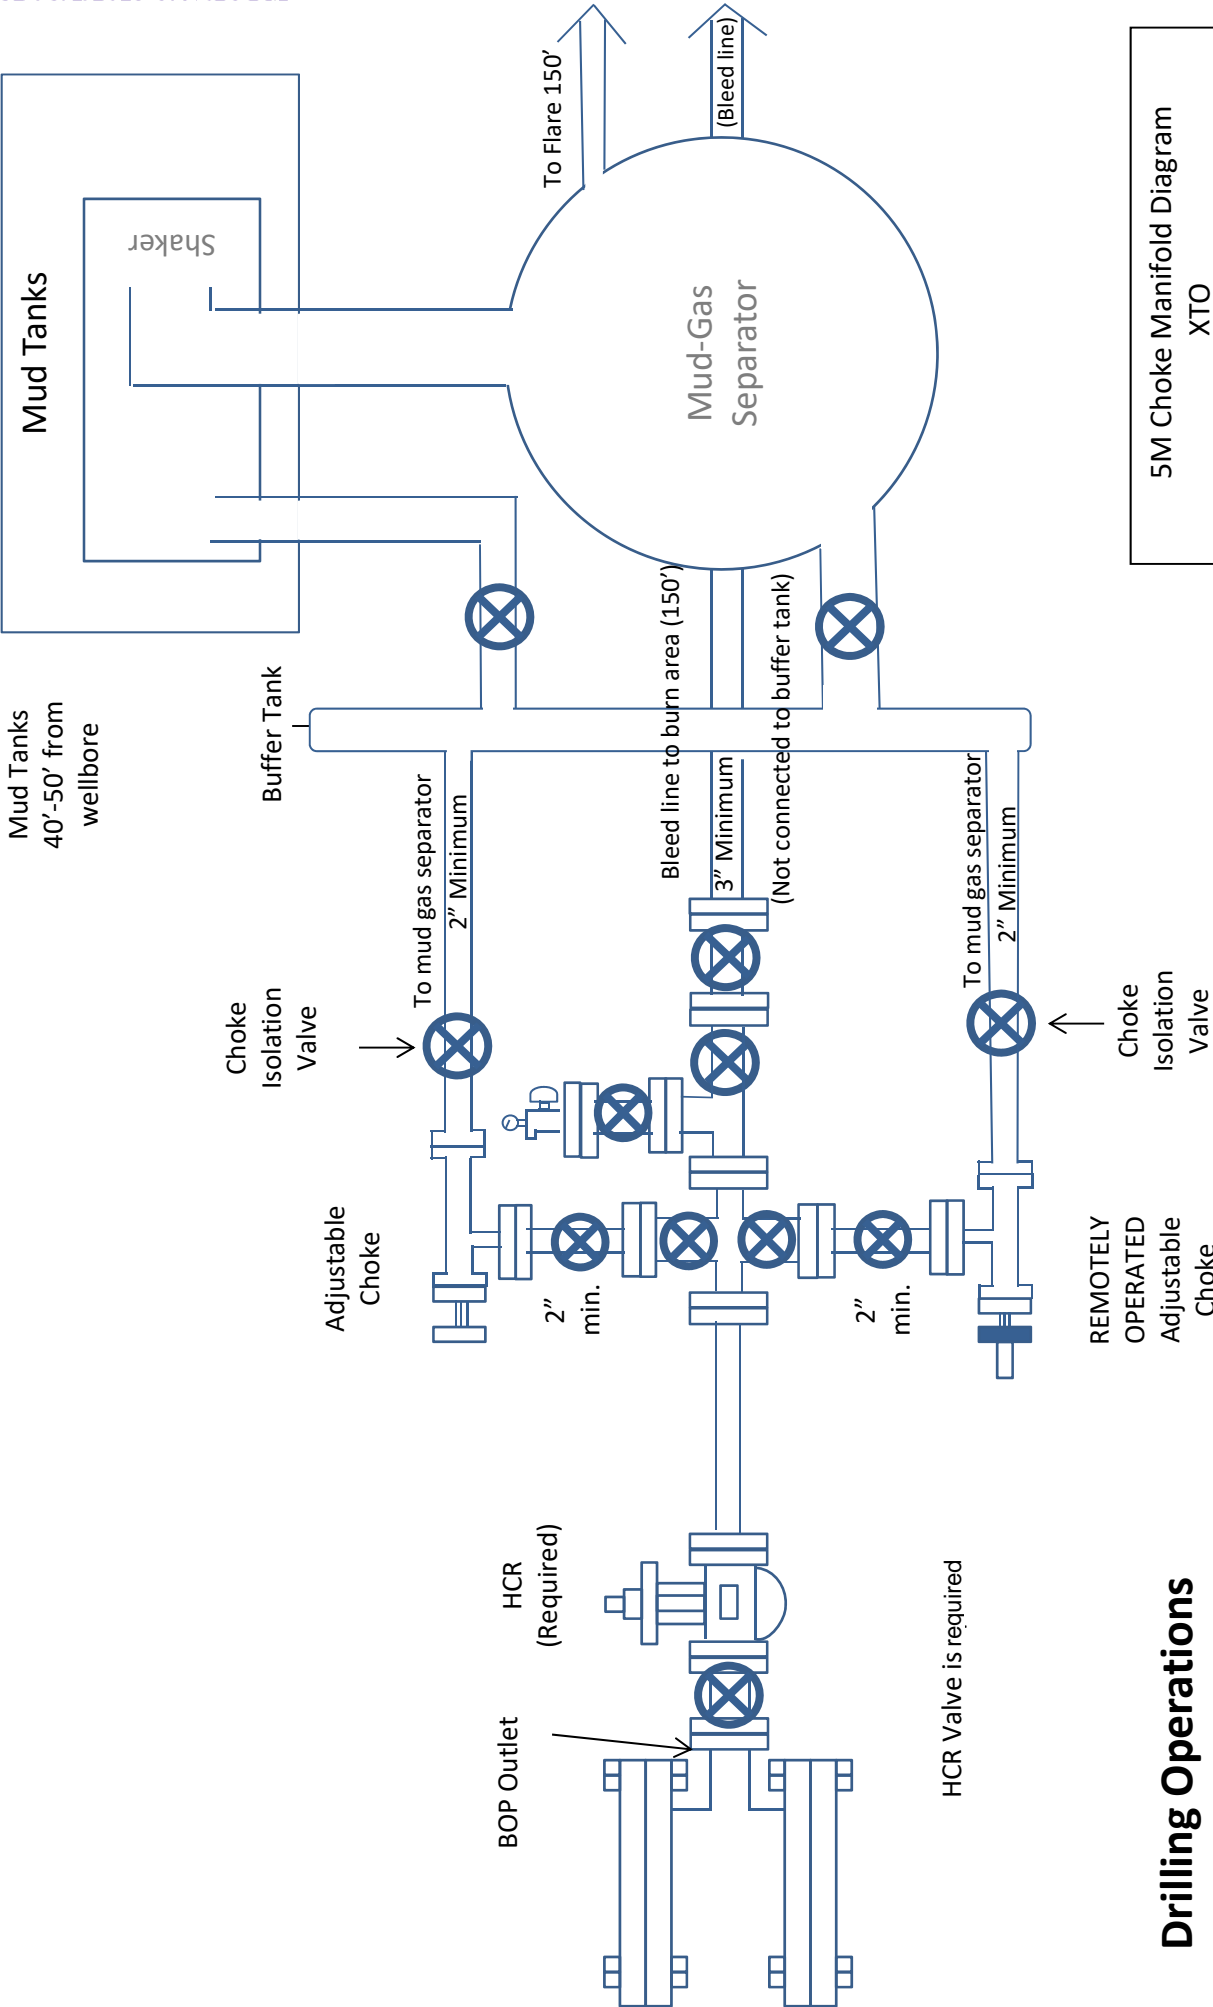 Mud Tanks
Shaker
Mud Tanks
40’-50’ from
wellbore
Buffer Tank
To Flare 150’
(Bleed line)
Mud-Gas
Separator
Choke
Isolation
Valve
To mud gas separator
2” Minimum
Bleed line to burn area (150’)
3” Minimum
(Not connected to buffer tank)
To mud gas separator
2” Minimum
Choke
Isolation
Valve
Adjustable
Choke
2”
min.
2”
min.
REMOTELY
OPERATED
Adjustable
Choke
HCR
(Required)
BOP Outlet
HCR Valve is required
Drilling Operations
5M Choke Manifold Diagram
XTO